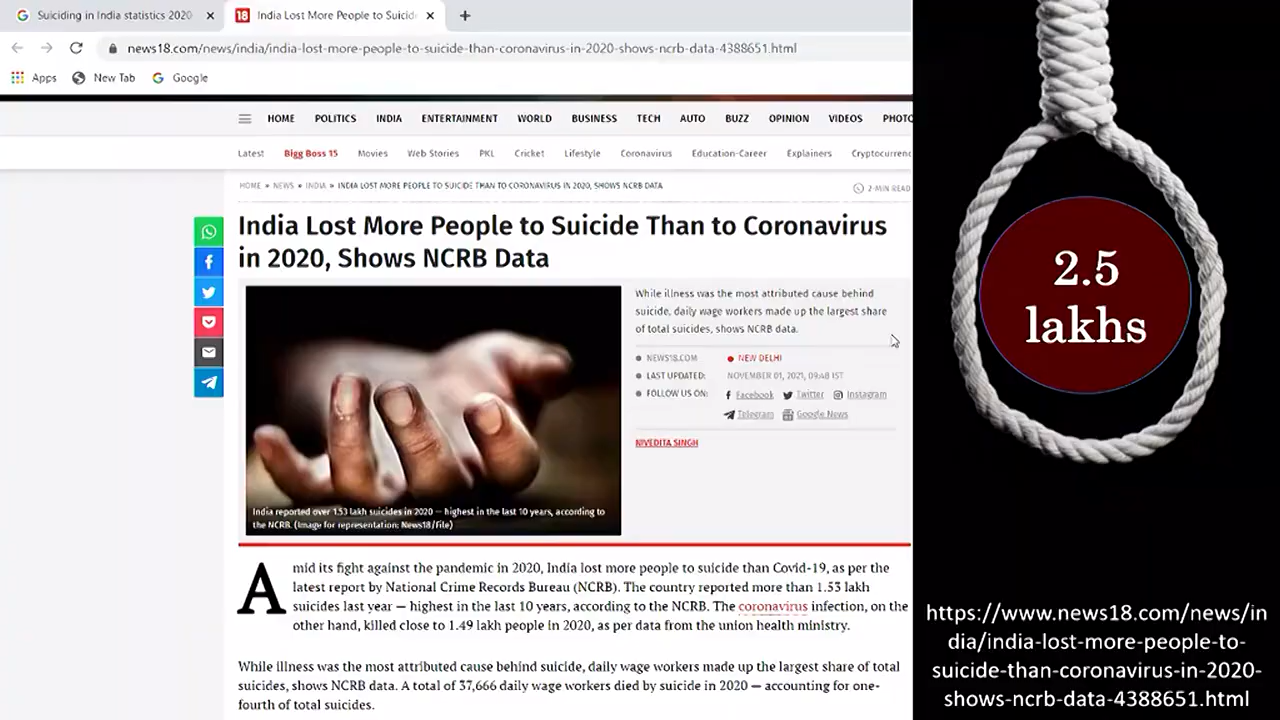 Suiciding in India statistics 2020
India Lost More People to Suicid
news18.com/news/india/india-lost-more-people-to-suicide-than-coronavirus-in-2020-shows-ncrb-data-4388651.html
Apps New Tab Google
HOME POLITICS INDIA ENTERTAINMENT WORLD BUSINESS TECH AUTO BUZZ OPINION VIDEOS PHOTO
Latest Bigg Boss 15 Movies Web Stories PKL Cricket Lifestyle Coronavirus Education-Career Explainers Cryptocurrenc
HOME » NEWS » INDIA » INDIA LOST MORE PEOPLE TO SUICIDE THAN TO CORONAVIRUS IN 2020, SHOWS NCRB DATA
2-MIN READ
India Lost More People to Suicide Than to Coronavirus
in 2020, Shows NCRB Data
While illness was the most attributed cause behind
suicide, daily wage workers made up the largest share
of total suicides, shows NCRB data.
NEWS18.COM NEW DELHI
LAST UPDATED: NOVEMBER 01, 2021, 09:48 IST
FOLLOW US ON: Facebook Twitter Instagram
Telegram Google News
NIVEDITA SINGH
India reported over 1.53 lakh suicides in 2020 — highest in the last 10 years, according to
the NCRB. (Image for representation: News18/File)
Amid its fight against the pandemic in 2020, India lost more people to suicide than Covid-19, as per the
latest report by National Crime Records Bureau (NCRB). The country reported more than 1.53 lakh
suicides last year — highest in the last 10 years, according to the NCRB. The coronavirus infection, on the
other hand, killed close to 1.49 lakh people in 2020, as per data from the union health ministry.
While illness was the most attributed cause behind suicide, daily wage workers made up the largest share of total
suicides, shows NCRB data. A total of 37,666 daily wage workers died by suicide in 2020 — accounting for one-
fourth of total suicides.
18
2.5
lakhs
https://www.news18.com/news/in
dia/india-lost-more-people-to-
suicide-than-coronavirus-in-2020-
shows-ncrb-data-4388651.html